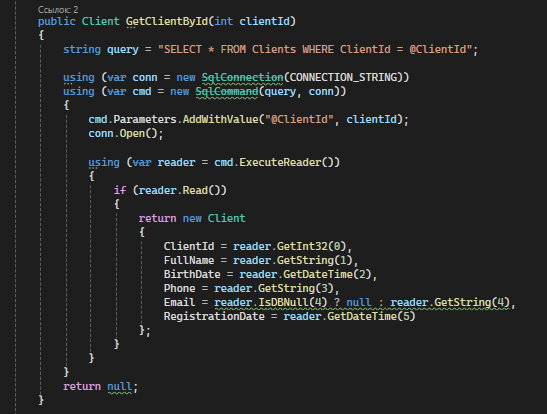 Ссылок: 2
public Client GetClientById(int clientId)
{
string query = "SELECT * FROM Clients WHERE ClientId = @ClientId";
using (var conn = new SqlConnection(CONNECTION_STRING))
using (var cmd = new SqlCommand(query, conn))
{
cmd.Parameters.AddWithValue("@ClientId", clientId);
conn.Open();
using (var reader = cmd.ExecuteReader())
{
if (reader.Read())
{
return new Client
{
ClientId = reader.GetInt32(0),
FullName = reader.GetString(1),
BirthDate = reader.GetDateTime(2),
Phone = reader.GetString(3),
Email = reader.IsDBNull(4) ? null : reader.GetString(4),
RegistrationDate = reader.GetDateTime(5)
};
}
}
}
return null;
}